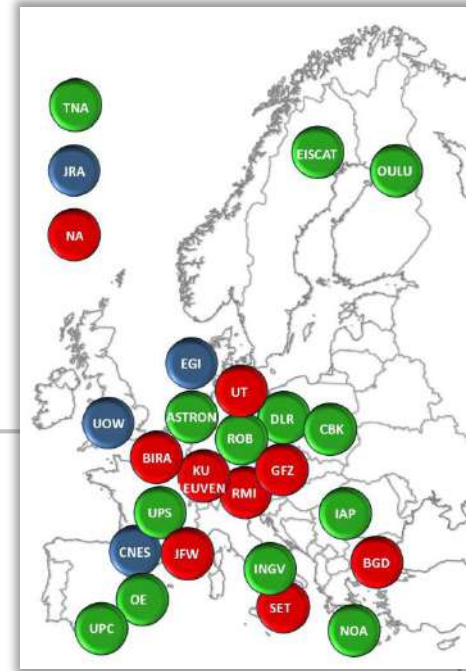 TNA
JRA
NA
EISCAT
OULU
EGI
UT
UOW
ASTRON
DLR
ROB
CBK
BIRA
KU
EUVEN
GFZ
RMI
UPS
IAP
CNES
JFW
INGV
BGD
OE
SET
UPC
NOA